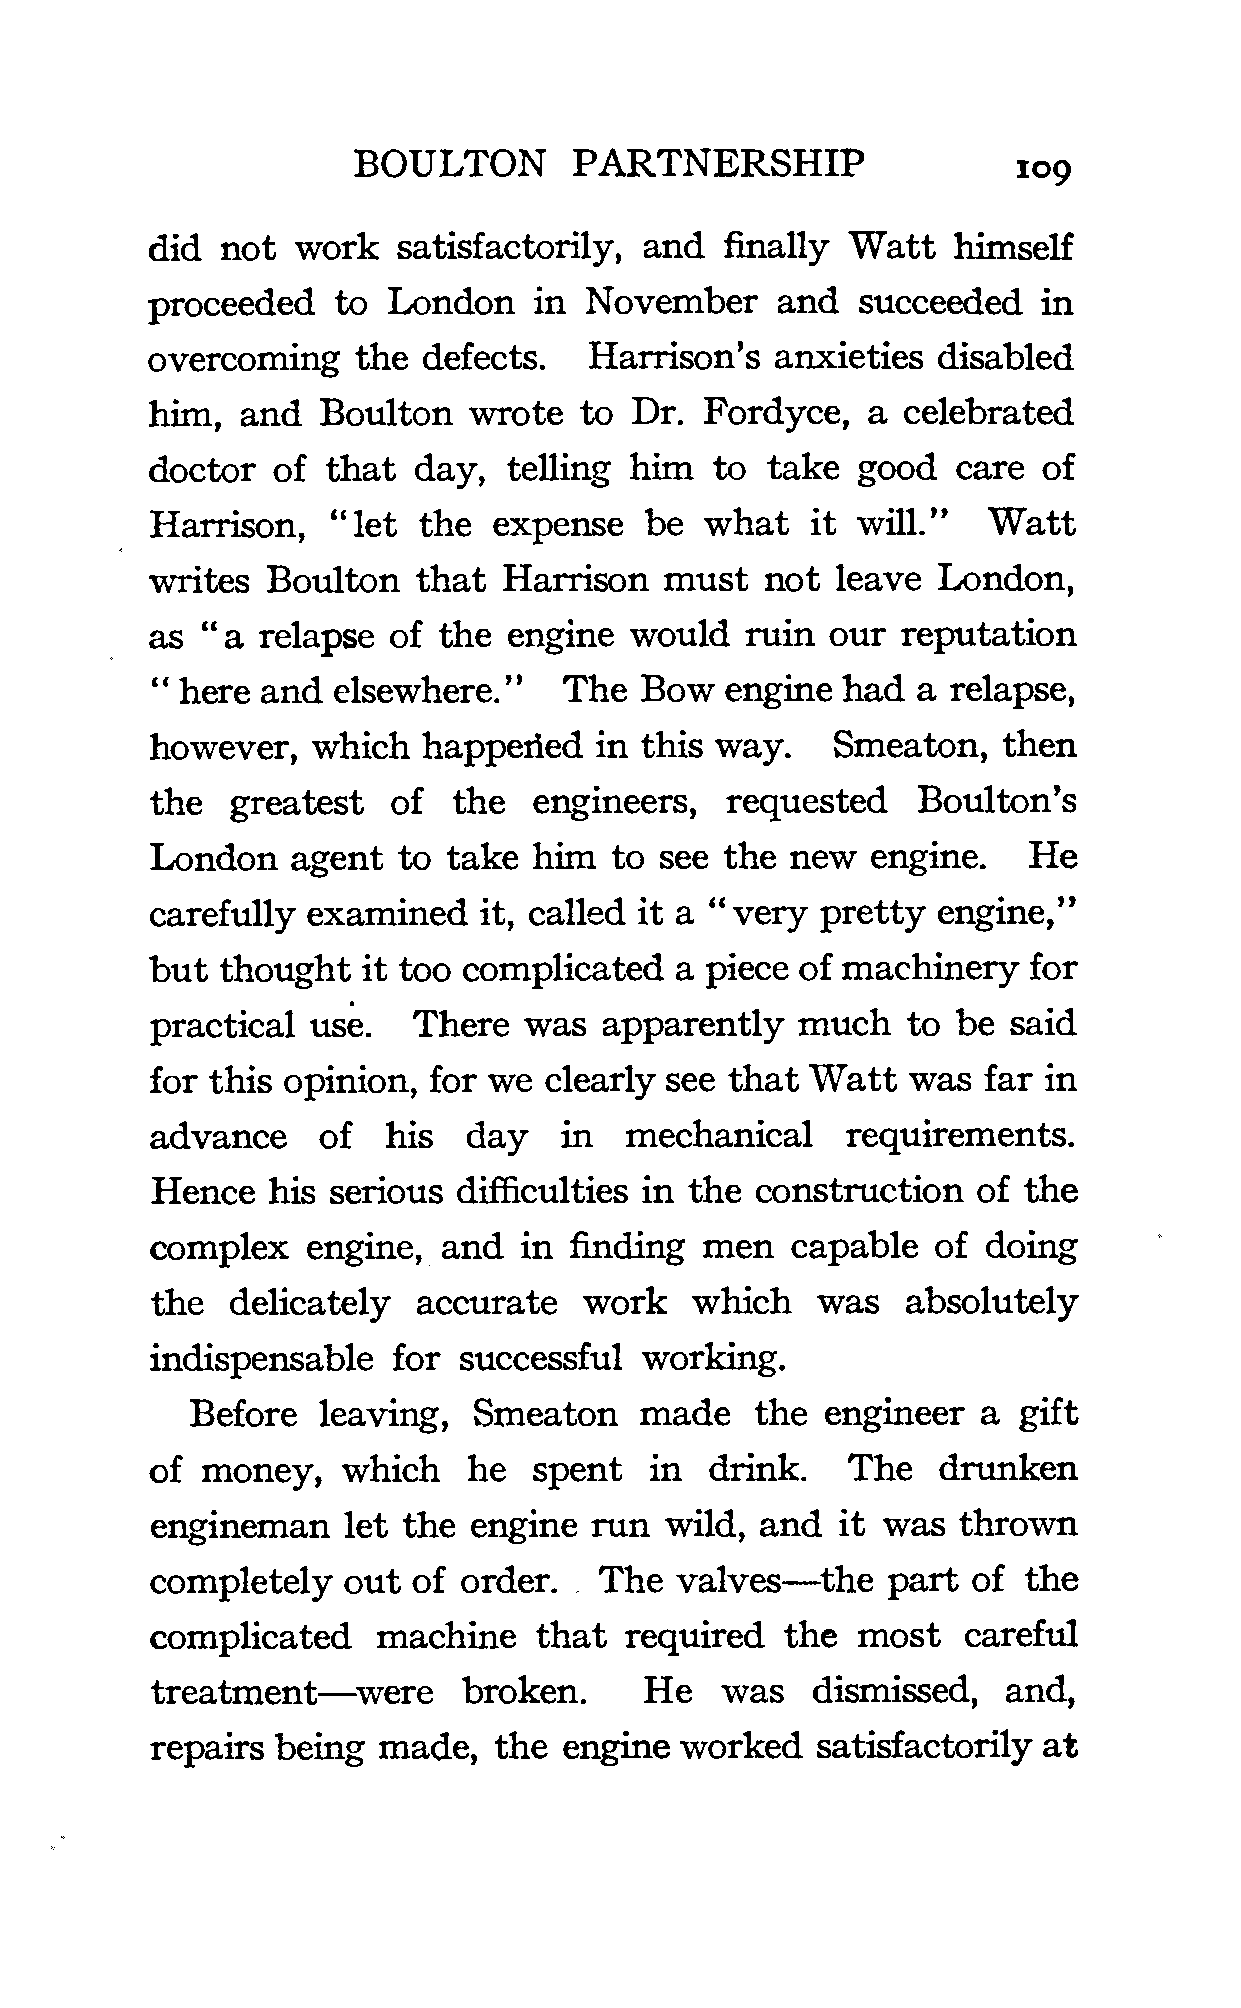 BOULTON PARTNERSHIP 109
did not work satisfactorily, and finally Watt himself
proceeded to London in November and succeeded in
overcoming the defects. Harrison's anxieties disabled
him, and Boulton wrote to Dr. Fordyce, a celebrated
doctor of that day, telling him to take good care of
Harrison, "let the expense be what it will." Watt
writes Boulton that Harrison must not leave London,
as "a relapse of the engine would ruin our reputation
"here and elsewhere." The Bow engine had a relapse,
however, which happened in this way. Smeaton, then
the greatest of the engineers, requested Boulton's
London agent to take him to see the new engine. He
carefully examined it, called it a "very pretty engine,"
but thought it too complicated a piece of machinery for
practical use. There was apparently much to be said
for this opinion, for we clearly see that Watt was far in
advance of his day in mechanical requirements.
Hence his serious difficulties in the construction of the
complex engine, and in finding men capable of doing
the delicately accurate work which was absolutely
indispensable for successful working.
Before leaving, Smeaton made the engineer a gift
of money, which he spent in drink. The drunken
engineman let the engine run wild, and it was thrown
completely out of order. The valves—the part of the
complicated machine that required the most careful
treatment—were broken. He was dismissed, and,
repairs being made, the engine worked satisfactorily at